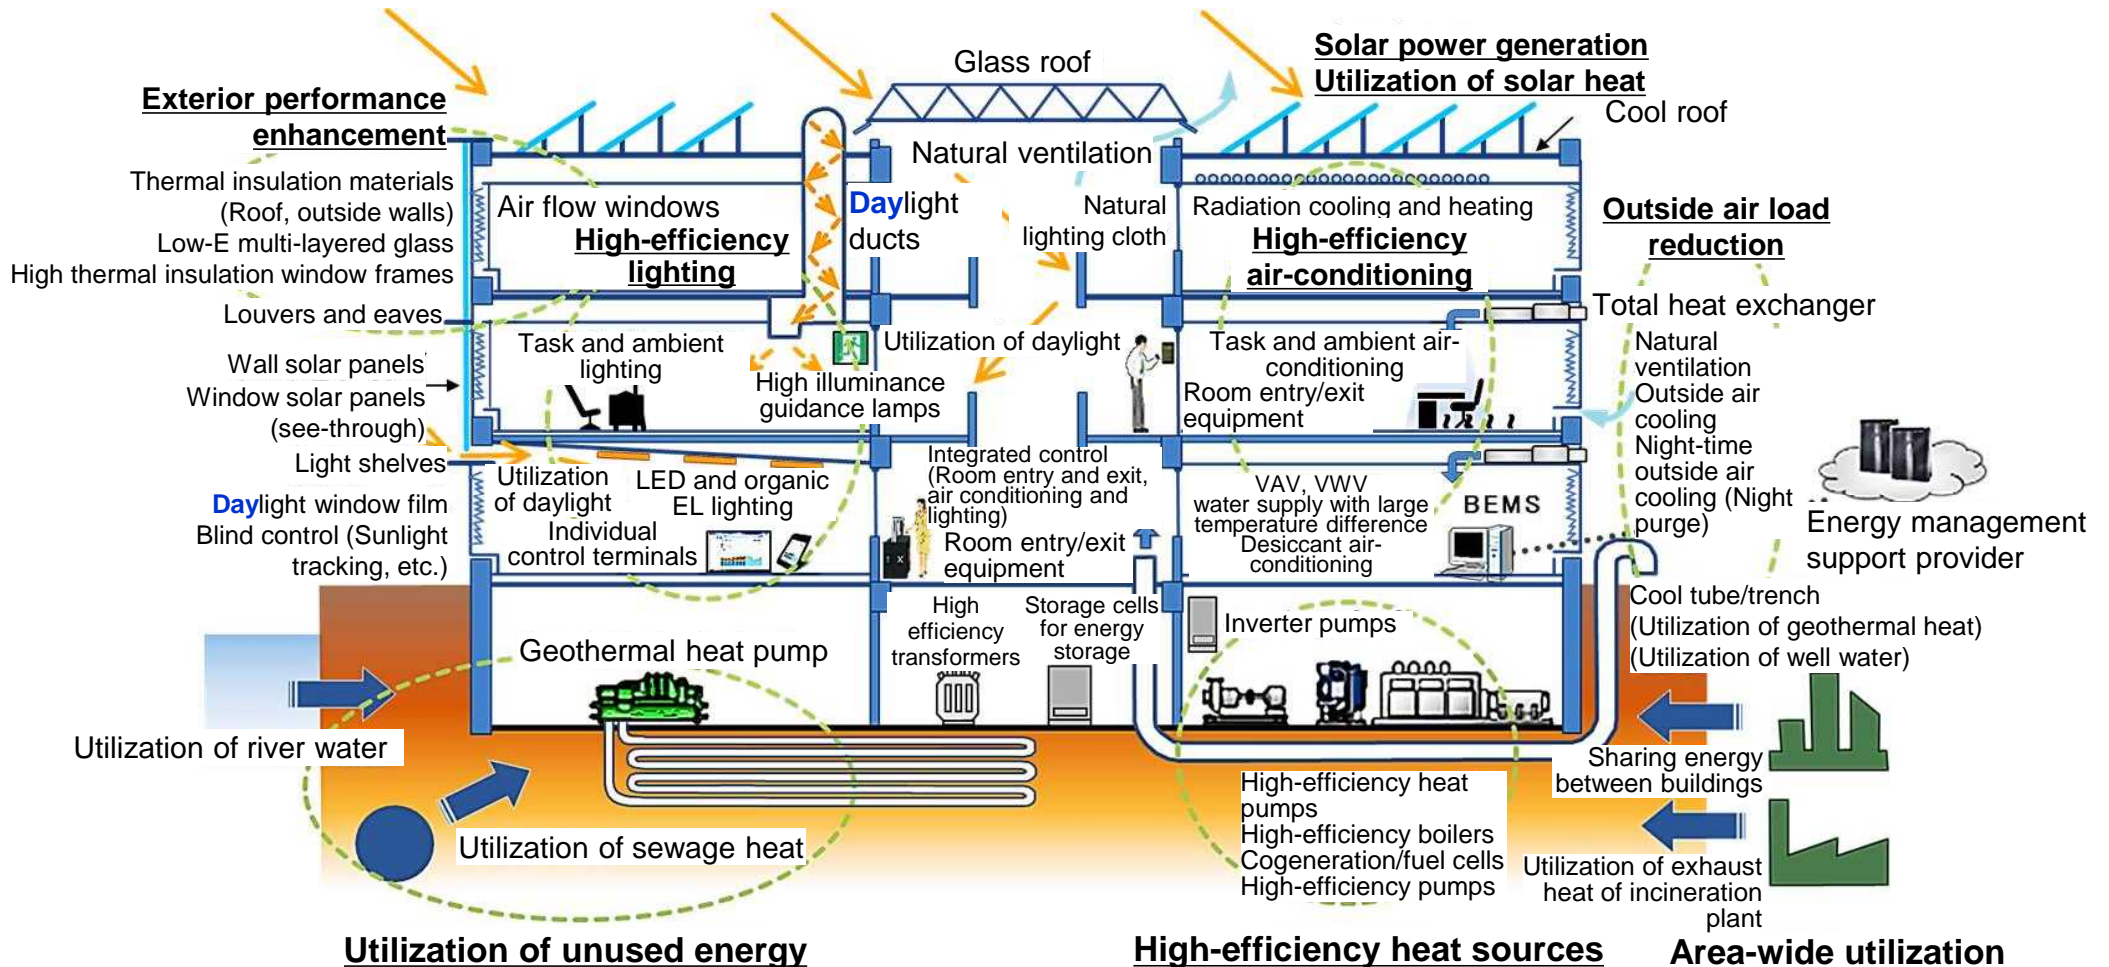 Glass roof
Solar power generation
Utilization of solar heat
Cool roof
Exterior performance
enhancement
Thermal insulation materials
(Roof, outside walls)
Low-E multi-layered glass
High thermal insulation window frames
Louvers and eaves
Wall solar panels
Window solar panels
(see-through)
Light shelves
Daylight window film
Blind control (Sunlight
tracking, etc.)
Air flow windows
High-efficiency
lighting
Daylight
ducts
Natural ventilation
Natural
lighting cloth
Radiation cooling and heating
High-efficiency
air-conditioning
Outside air load
reduction
Total heat exchanger
Natural
ventilation
Outside air
cooling
Night-time
outside air
cooling (Night
purge)
Task and ambient
lighting
High illuminance
guidance lamps
Utilization of daylight
Task and ambient air-
conditioning
Room entry/exit
equipment
Utilization
of daylight
LED and organic
EL lighting
Individual
control terminals
Integrated control
(Room entry and exit,
air conditioning and
lighting)
Room entry/exit
equipment
VAV, VWV
water supply with large
temperature difference
Desiccant air-
conditioning
BEMS
Energy management
support provider
Cool tube/trench
(Utilization of geothermal heat)
(Utilization of well water)
Geothermal heat pump
High
efficiency
transformers
Storage cells
for energy
storage
Inverter pumps
Utilization of river water
Utilization of sewage heat
High-efficiency heat
pumps
High-efficiency boilers
Cogeneration/fuel cells
High-efficiency pumps
Sharing energy
between buildings
Utilization of exhaust
heat of incineration
plant
Utilization of unused energy
High-efficiency heat sources
Area-wide utilization